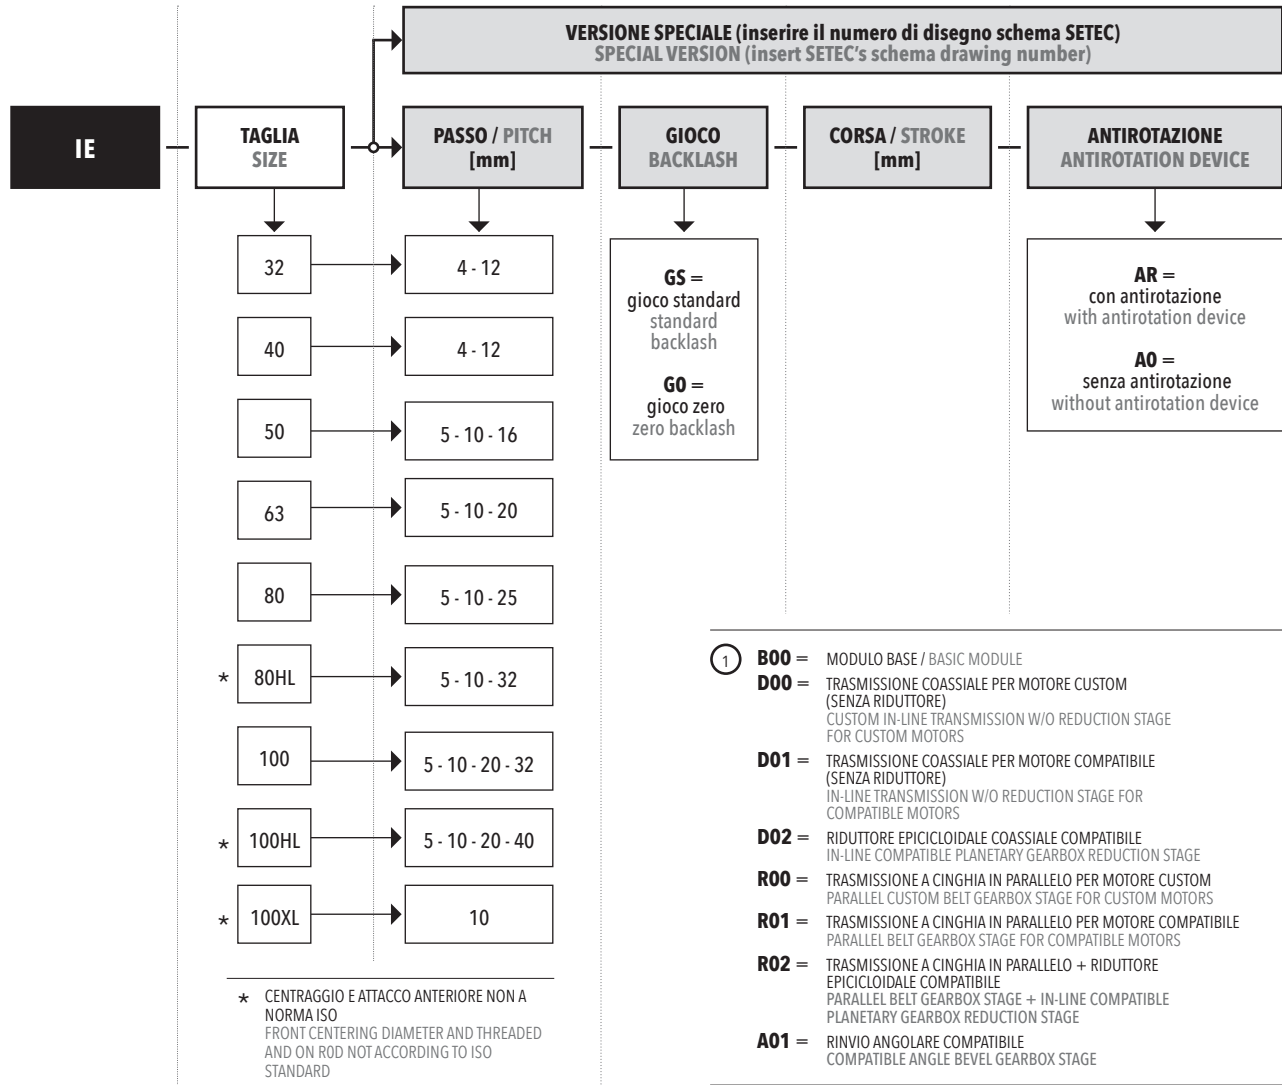 VERSIONE SPECIALE (inserire il numero di disegno schema SETEC)
SPECIAL VERSION (insert SETEC's schema drawing number)
IE
TAGLIA
SIZE
PASSO / PITCH
[mm]
GIOCO
BACKLASH
CORSA / STROKE
[mm]
ANTIROTAZIONE
ANTIROTATION DEVICE
32
4 - 12
40
4 - 12
50
5 - 10 - 16
63
5 - 10 - 20
80
5 - 10 - 25
* 80HL
5 - 10 - 32
100
5 - 10 - 20 - 32
* 100HL
5 - 10 - 20 - 40
* 100XL
10
GS =
gioco standard
standard
backlash
G0 =
gioco zero
zero backlash
AR =
con antirotazione
with antirotation device
A0 =
senza antirotazione
without antirotation device
* CENTRAGGIO E ATTACCO ANTERIORE NON A
NORMA ISO
FRONT CENTERING DIAMETER AND THREADED
AND ON ROD NOT ACCORDING TO ISO
STANDARD
1 B00 = MODULO BASE / BASIC MODULE
D00 = TRASMISSIONE COASSIALE PER MOTORE CUSTOM
(SENZA RIDUTTORE)
CUSTOM IN-LINE TRANSMISSION W/O REDUCTION STAGE
FOR CUSTOM MOTORS
D01 = TRASMISSIONE COASSIALE PER MOTORE COMPATIBILE
(SENZA RIDUTTORE)
IN-LINE TRANSMISSION W/O REDUCTION STAGE FOR
COMPATIBLE MOTORS
D02 = RIDUTTORE EPICICLOIDALE COASSIALE COMPATIBILE
IN-LINE COMPATIBLE PLANETARY GEARBOX REDUCTION STAGE
R00 = TRASMISSIONE A CINGHIA IN PARALLELO PER MOTORE CUSTOM
PARALLEL CUSTOM BELT GEARBOX STAGE FOR CUSTOM MOTORS
R01 = TRASMISSIONE A CINGHIA IN PARALLELO PER MOTORE COMPATIBILE
PARALLEL BELT GEARBOX STAGE FOR COMPATIBLE MOTORS
R02 = TRASMISSIONE A CINGHIA IN PARALLELO + RIDUTTORE
EPICICLOIDALE COMPATIBILE
PARALLEL BELT GEARBOX STAGE + IN-LINE COMPATIBLE
PLANETARY GEARBOX REDUCTION STAGE
A01 = RINVIO ANGOLARE COMPATIBILE
COMPATIBLE ANGLE BEVEL GEARBOX STAGE